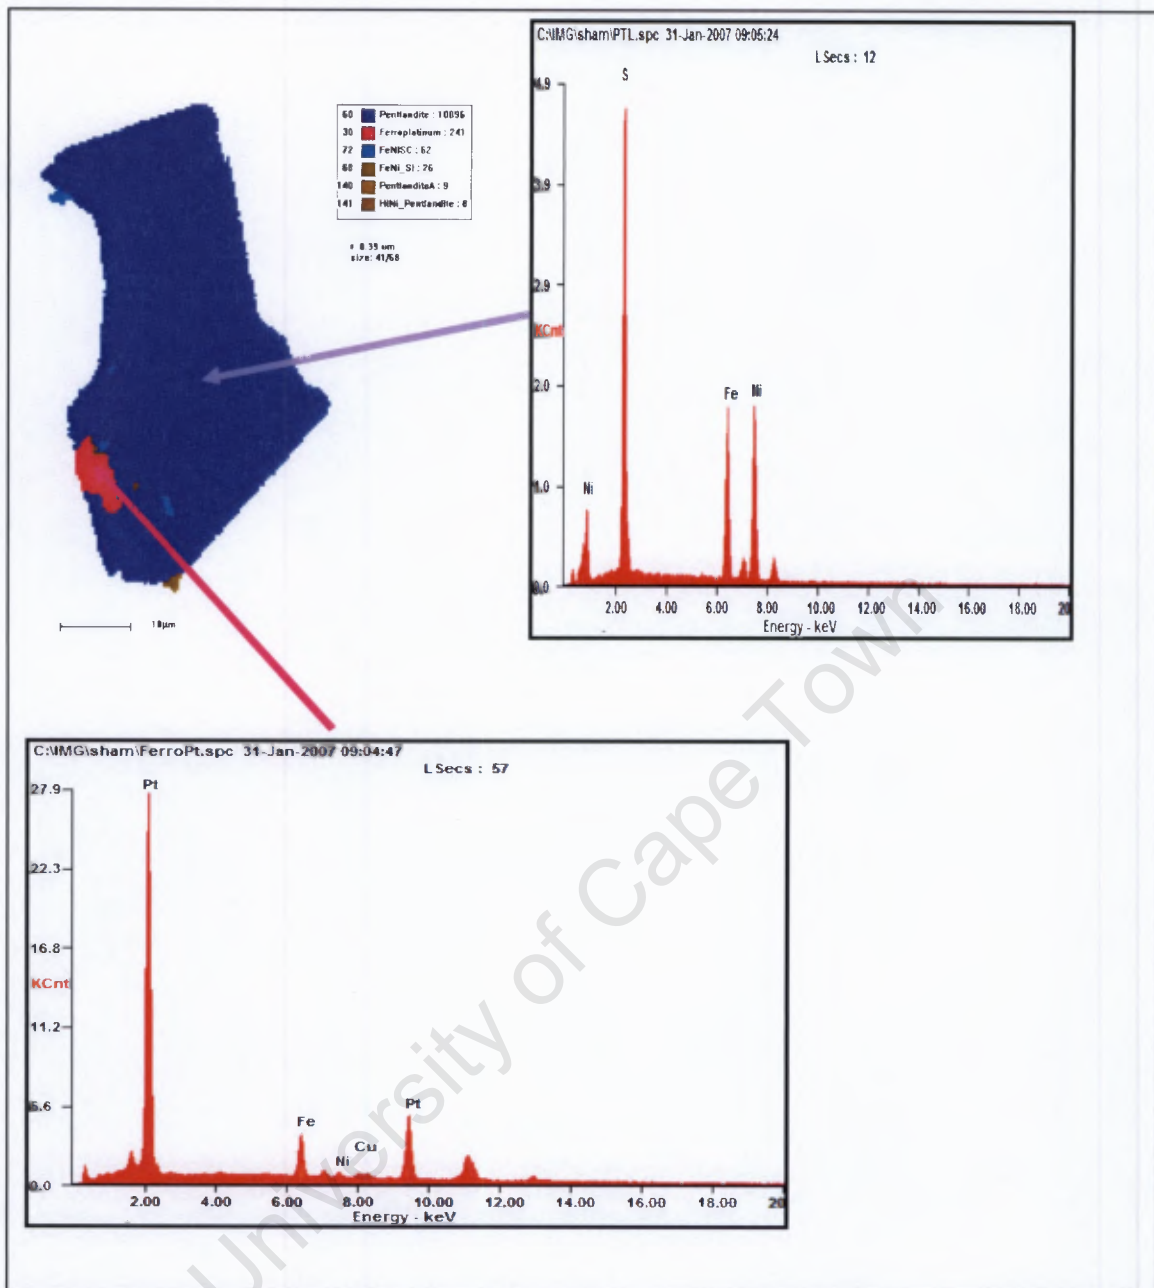 C:\IMG\sham\PTL.spc 31-Jan-2007 09:05:24
LSecs : 12
S
4.9
3.9
2.9
KCnt
2.0
1.0
0.0
Ni
Fe
Ni
2.00 4.00 6.00 8.00 10.00 12.00 14.00 16.00 18.00 20
Energy - keV
60 Pentlandite : 10896
30 Ferroplatinum : 241
72 FeNiSC : 62
60 FeNi_Si : 26
140 PentlanditeA : 9
141 HiNi_Pentlandite : 6
size: 41/68
10µm
C:\IMG\sham\FerroPt.spc 31-Jan-2007 09:04:47
LSecs : 57
Pt
27.9
22.3
16.8
KCnt
11.2
5.6
0.0
Fe
Ni
Cu
Pt
2.00 4.00 6.00 8.00 10.00 12.00 14.00 16.00 18.00 20
Energy - keV
University of Cape Town